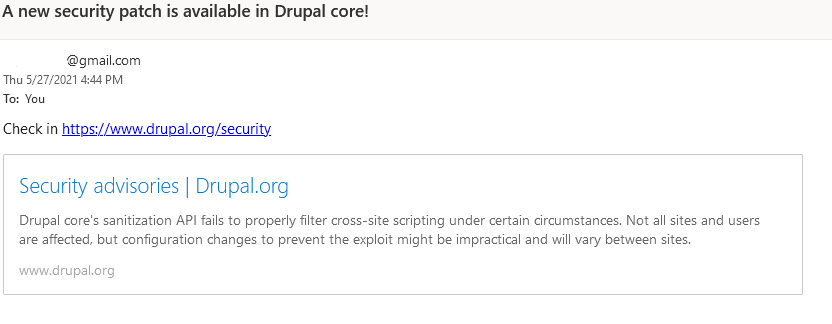 A new security patch is available in Drupal core!
@gmail.com
Thu 5/27/2021 4:44 PM
To: You
Check in https://www.drupal.org/security
Security advisories | Drupal.org
Drupal core's sanitization API fails to properly filter cross-site scripting under certain circumstances. Not all sites and users
are affected, but configuration changes to prevent the exploit might be impractical and will vary between sites.
www.drupal.org